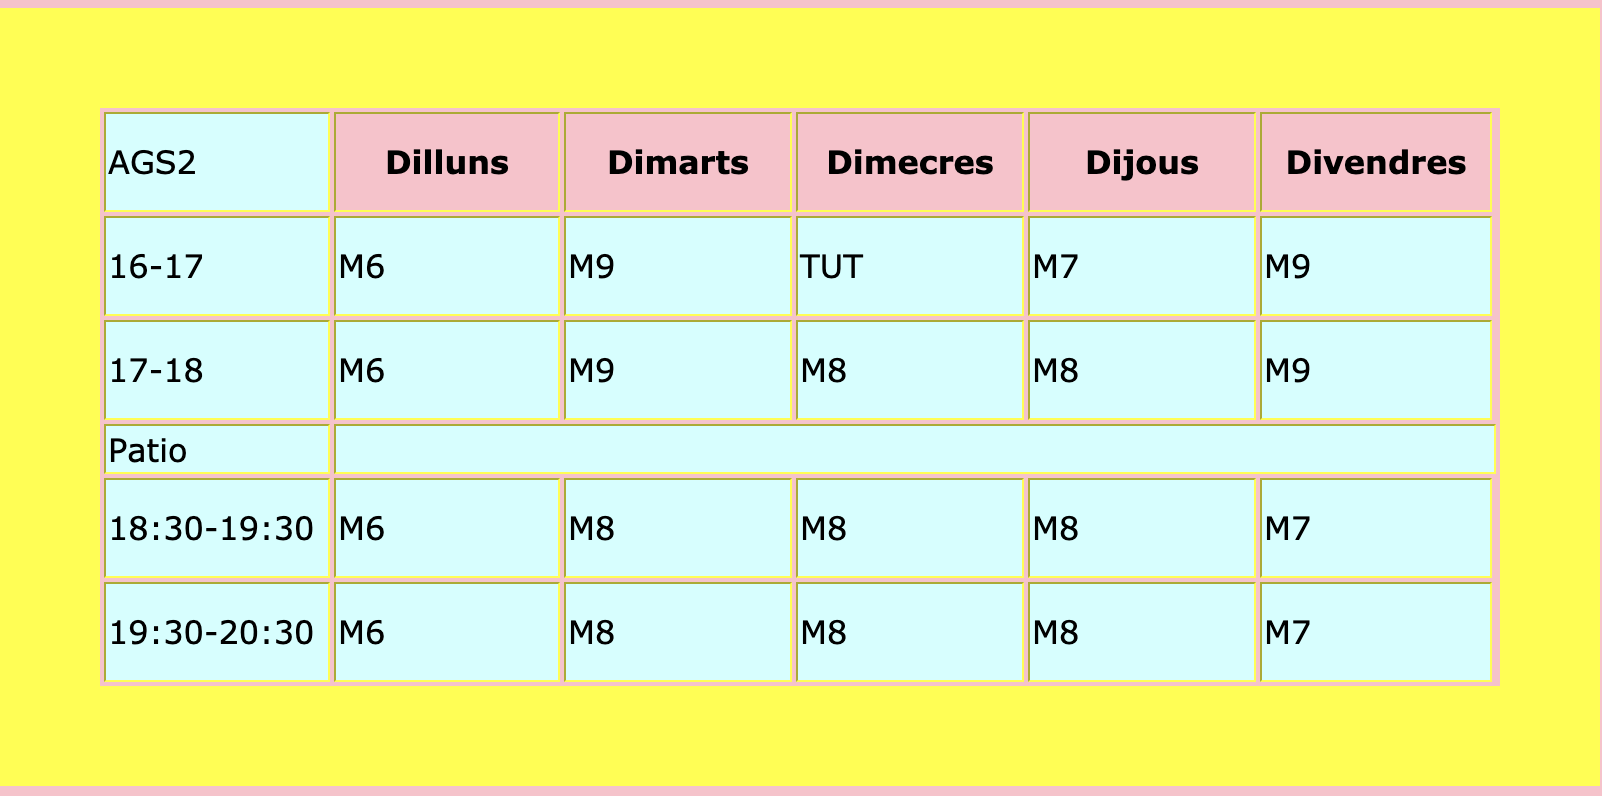 AGS2 Dilluns Dimarts Dimecres Dijous Divendres
16-17 M6 M9 TUT M7 M9
17-18 M6 M9 M8 M8 M9
Patio
18:30-19:30 M6 M8 M8 M8 M7
19:30-20:30 M6 M8 M8 M8 M7